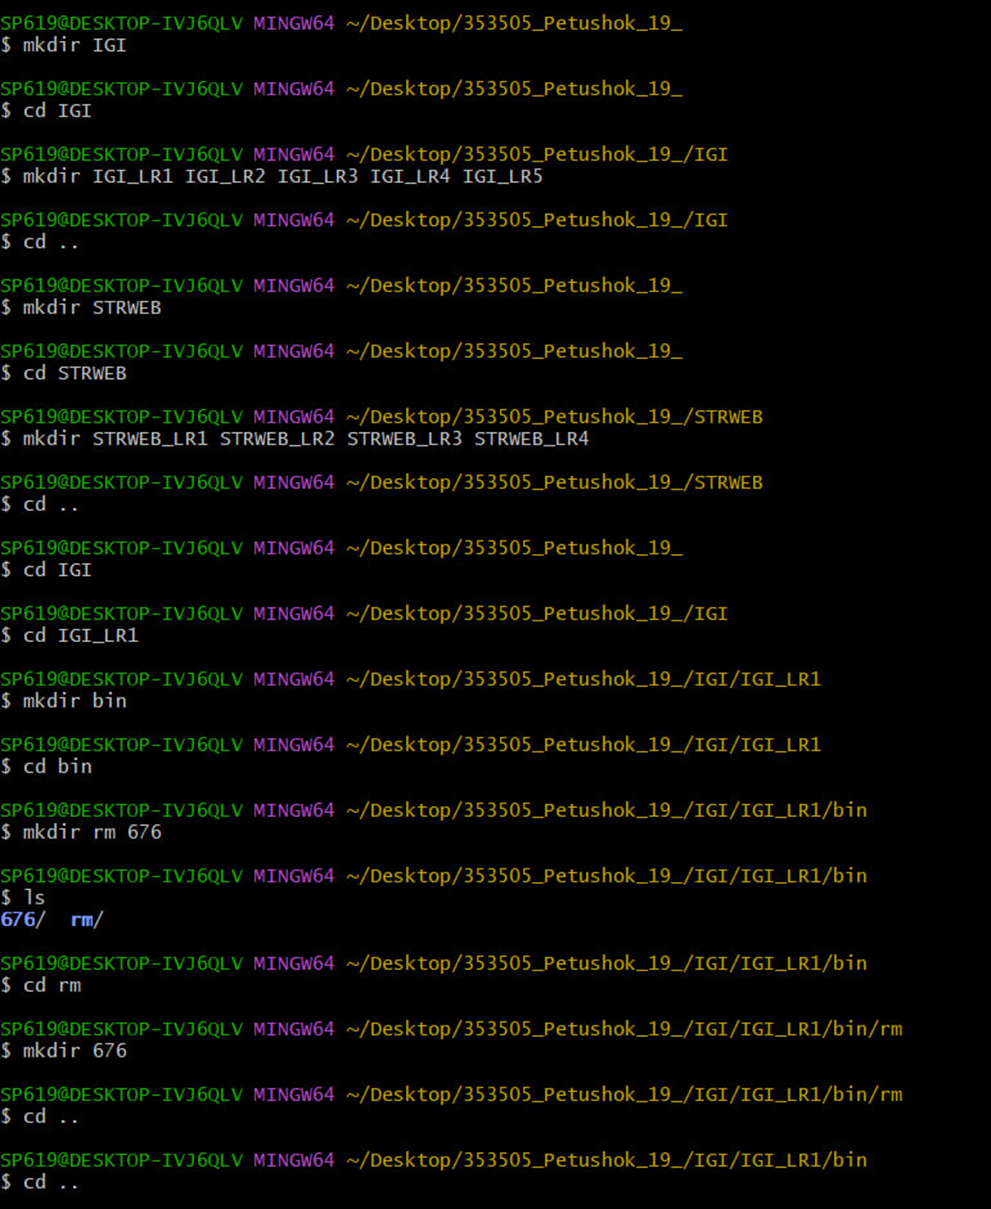 SP619@DESKTOP-IVJ6QLV MINGW64 ~/Desktop/353505_Petushok_19_
$ mkdir IGI
SP619@DESKTOP-IVJ6QLV MINGW64 ~/Desktop/353505_Petushok_19_
$ cd IGI
SP619@DESKTOP-IVJ6QLV MINGW64 ~/Desktop/353505_Petushok_19_/IGI
$ mkdir IGI_LR1 IGI_LR2 IGI_LR3 IGI_LR4 IGI_LR5
SP619@DESKTOP-IVJ6QLV MINGW64 ~/Desktop/353505_Petushok_19_/IGI
$ cd ..
SP619@DESKTOP-IVJ6QLV MINGW64 ~/Desktop/353505_Petushok_19_
$ mkdir STRWEB
SP619@DESKTOP-IVJ6QLV MINGW64 ~/Desktop/353505_Petushok_19_
$ cd STRWEB
SP619@DESKTOP-IVJ6QLV MINGW64 ~/Desktop/353505_Petushok_19_/STRWEB
$ mkdir STRWEB_LR1 STRWEB_LR2 STRWEB_LR3 STRWEB_LR4
SP619@DESKTOP-IVJ6QLV MINGW64 ~/Desktop/353505_Petushok_19_/STRWEB
$ cd ..
SP619@DESKTOP-IVJ6QLV MINGW64 ~/Desktop/353505_Petushok_19_
$ cd IGI
SP619@DESKTOP-IVJ6QLV MINGW64 ~/Desktop/353505_Petushok_19_/IGI
$ cd IGI_LR1
SP619@DESKTOP-IVJ6QLV MINGW64 ~/Desktop/353505_Petushok_19_/IGI/IGI_LR1
$ mkdir bin
SP619@DESKTOP-IVJ6QLV MINGW64 ~/Desktop/353505_Petushok_19_/IGI/IGI_LR1
$ cd bin
SP619@DESKTOP-IVJ6QLV MINGW64 ~/Desktop/353505_Petushok_19_/IGI/IGI_LR1/bin
$ mkdir rm 676
SP619@DESKTOP-IVJ6QLV MINGW64 ~/Desktop/353505_Petushok_19_/IGI/IGI_LR1/bin
$ ls
676/ rm/
SP619@DESKTOP-IVJ6QLV MINGW64 ~/Desktop/353505_Petushok_19_/IGI/IGI_LR1/bin
$ cd rm
SP619@DESKTOP-IVJ6QLV MINGW64 ~/Desktop/353505_Petushok_19_/IGI/IGI_LR1/bin/rm
$ mkdir 676
SP619@DESKTOP-IVJ6QLV MINGW64 ~/Desktop/353505_Petushok_19_/IGI/IGI_LR1/bin/rm
$ cd ..
SP619@DESKTOP-IVJ6QLV MINGW64 ~/Desktop/353505_Petushok_19_/IGI/IGI_LR1/bin
$ cd ..